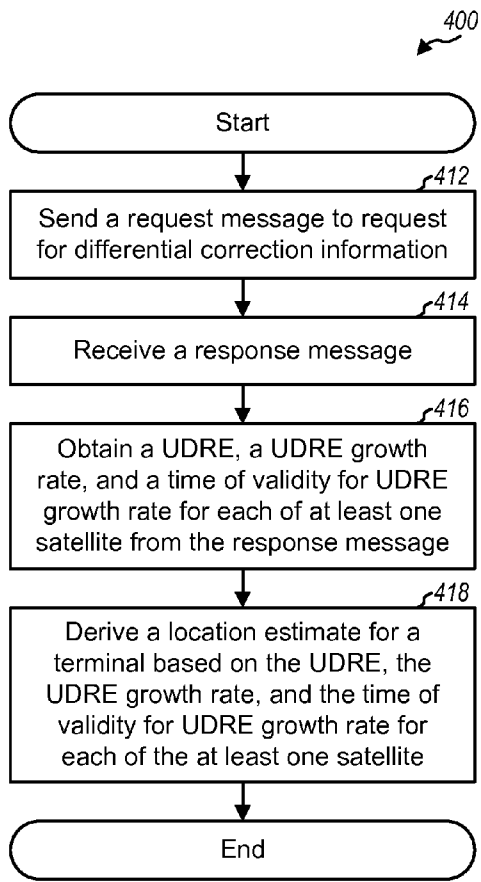 400
Start
412
Send a request message to request
for differential correction information
414
Receive a response message
416
Obtain a UDRE, a UDRE growth
rate, and a time of validity for UDRE
growth rate for each of at least one
satellite from the response message
418
Derive a location estimate for a
terminal based on the UDRE, the
UDRE growth rate, and the time of
validity for UDRE growth rate for
each of the at least one satellite
End